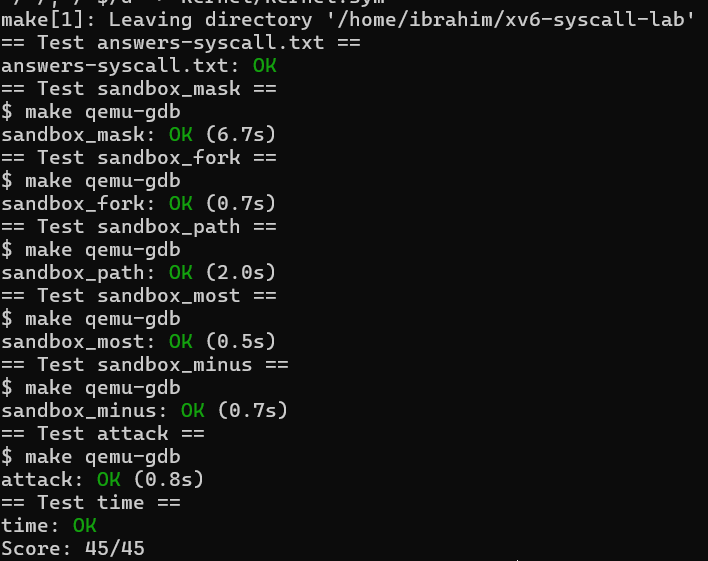 make[1]: Leaving directory '/home/ibrahim/xv6-syscall-lab'
== Test answers-syscall.txt ==
answers-syscall.txt: OK
== Test sandbox_mask ==
$ make qemu-gdb
sandbox_mask: OK (6.7s)
== Test sandbox_fork ==
$ make qemu-gdb
sandbox_fork: OK (0.7s)
== Test sandbox_path ==
$ make qemu-gdb
sandbox_path: OK (2.0s)
== Test sandbox_most ==
$ make qemu-gdb
sandbox_most: OK (0.5s)
== Test sandbox_minus ==
$ make qemu-gdb
sandbox_minus: OK (0.7s)
== Test attack ==
$ make qemu-gdb
attack: OK (0.8s)
== Test time ==
time: OK
Score: 45/45